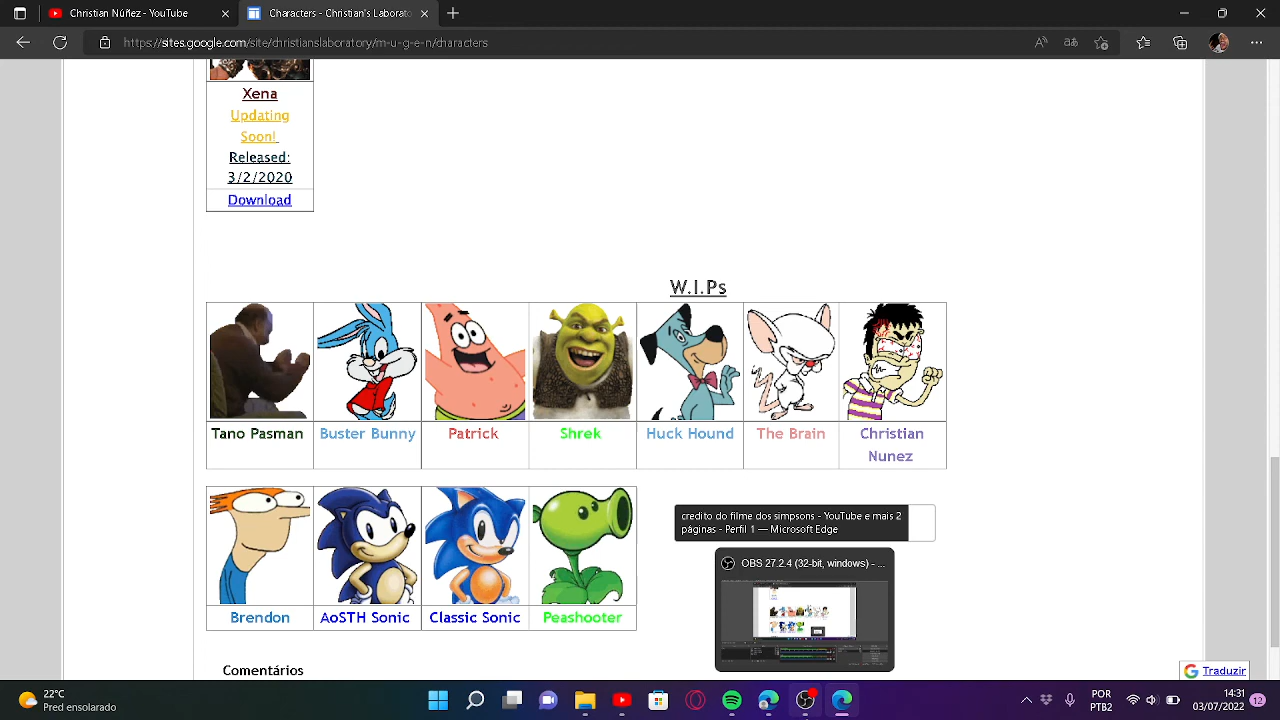 Christian Núñez - YouTube
Characters - Christian's Laborato
https://sites.google.com/site/christianslaboratory/m-u-g-e-n/characters
Xena
Updating
Soon!
Released:
3/2/2020
Download
W.I.Ps
Tano Pasman
Buster Bunny
Patrick
Shrek
Huck Hound
The Brain
Christian
Nunez
credito do filme dos simpsons - YouTube e mais 2
páginas - Perfil 1 — Microsoft Edge
OBS 27.2.4 (32-bit, windows) - ...
Brendon
AoSTH Sonic
Classic Sonic
Peashooter
Comentários
Traduzir
22°C
Pred ensolarado
POR
PTB2
14:31
03/07/2022
12